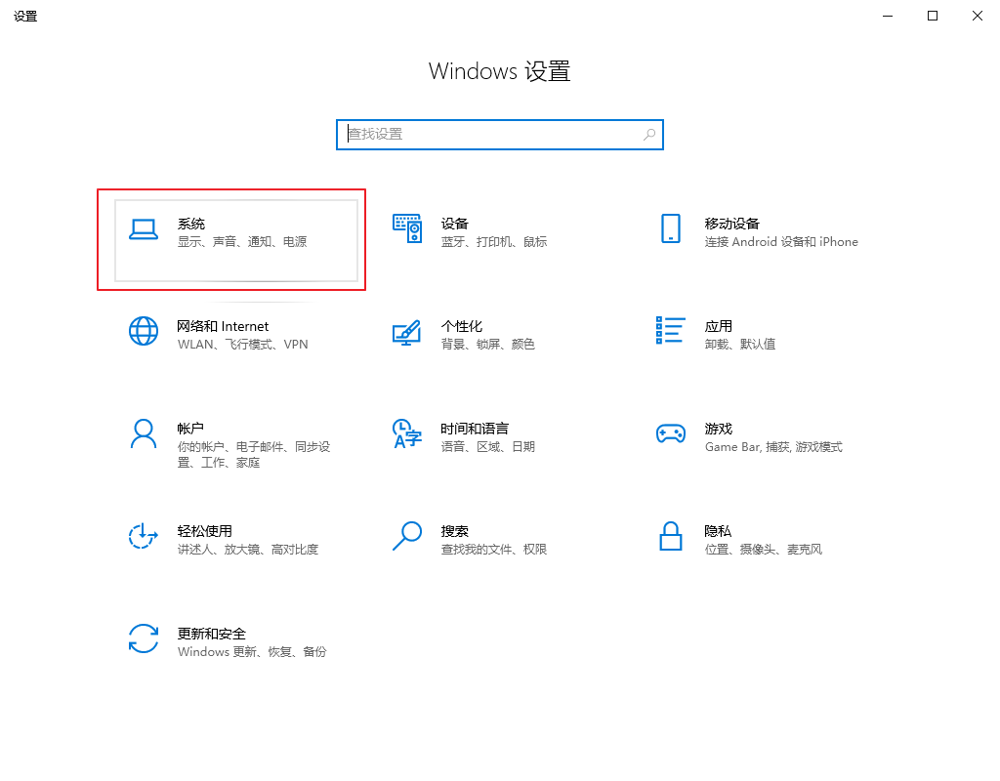 设置
Windows 设置
查找设置
系统
显示、声音、通知、电源
设备
蓝牙、打印机、鼠标
移动设备
连接 Android 设备和 iPhone
网络和 Internet
WLAN、飞行模式、VPN
个性化
背景、锁屏、颜色
应用
卸载、默认值
帐户
你的帐户、电子邮件、同步设
置、工作、家庭
时间和语言
语音、区域、日期
游戏
Game Bar, 捕获, 游戏模式
轻松使用
讲述人、放大镜、高对比度
搜索
查找我的文件、权限
隐私
位置、摄像头、麦克风
更新和安全
Windows 更新、恢复、备份